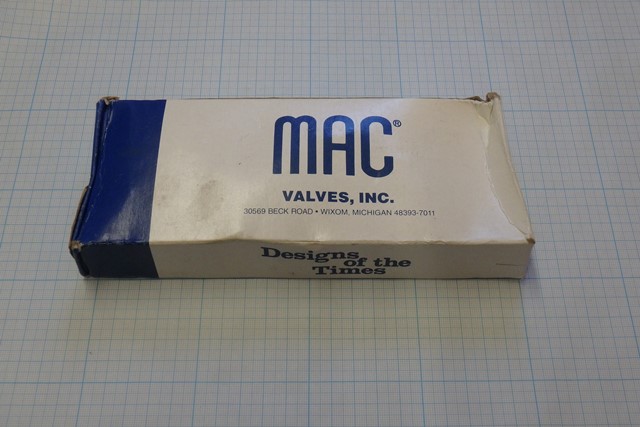 MAC®
VALVES, INC.
30569 BECK ROAD • WIXOM, MICHIGAN 48393-7011
Designs
of the
Times